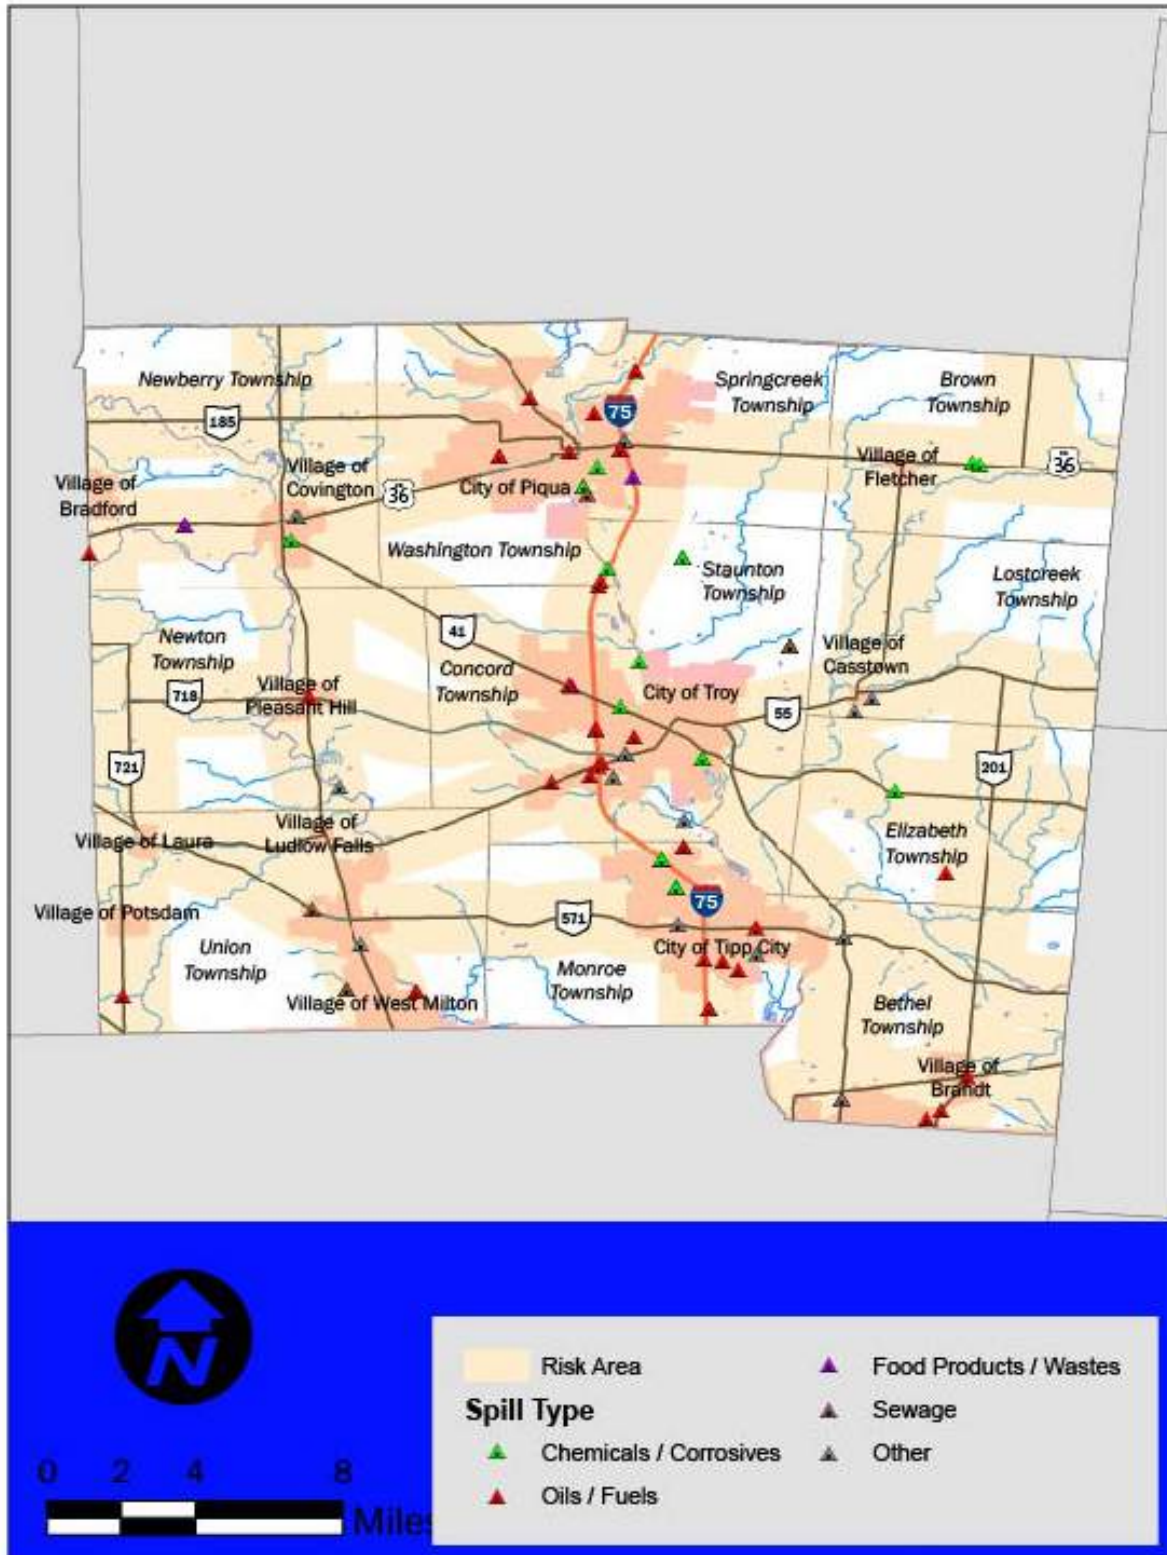 Newberry Township
Springcreek
Township
Brown
Township
75
185
Village of
Covington
Village of
Fletcher
36
Village of
Bradford
36
City of Piqua
Washington Township
Staunton
Township
Lostcreek
Township
Newton
Township
41
Concord
Township
Village of
Casstown
718
Village of
Pleasant Hill
City of Troy
55
721
201
Village of Laura
Village of
Ludlow Falls
Elizabeth
Township
Village of Potsdam
571
75
Union
Township
City of Tipp City
Monroe
Township
Village of West Milton
Bethel
Township
Village of
Brandt
N
0 2 4 8
Miles
Risk Area
Spill Type
Chemicals / Corrosives
Oils / Fuels
Food Products / Wastes
Sewage
Other